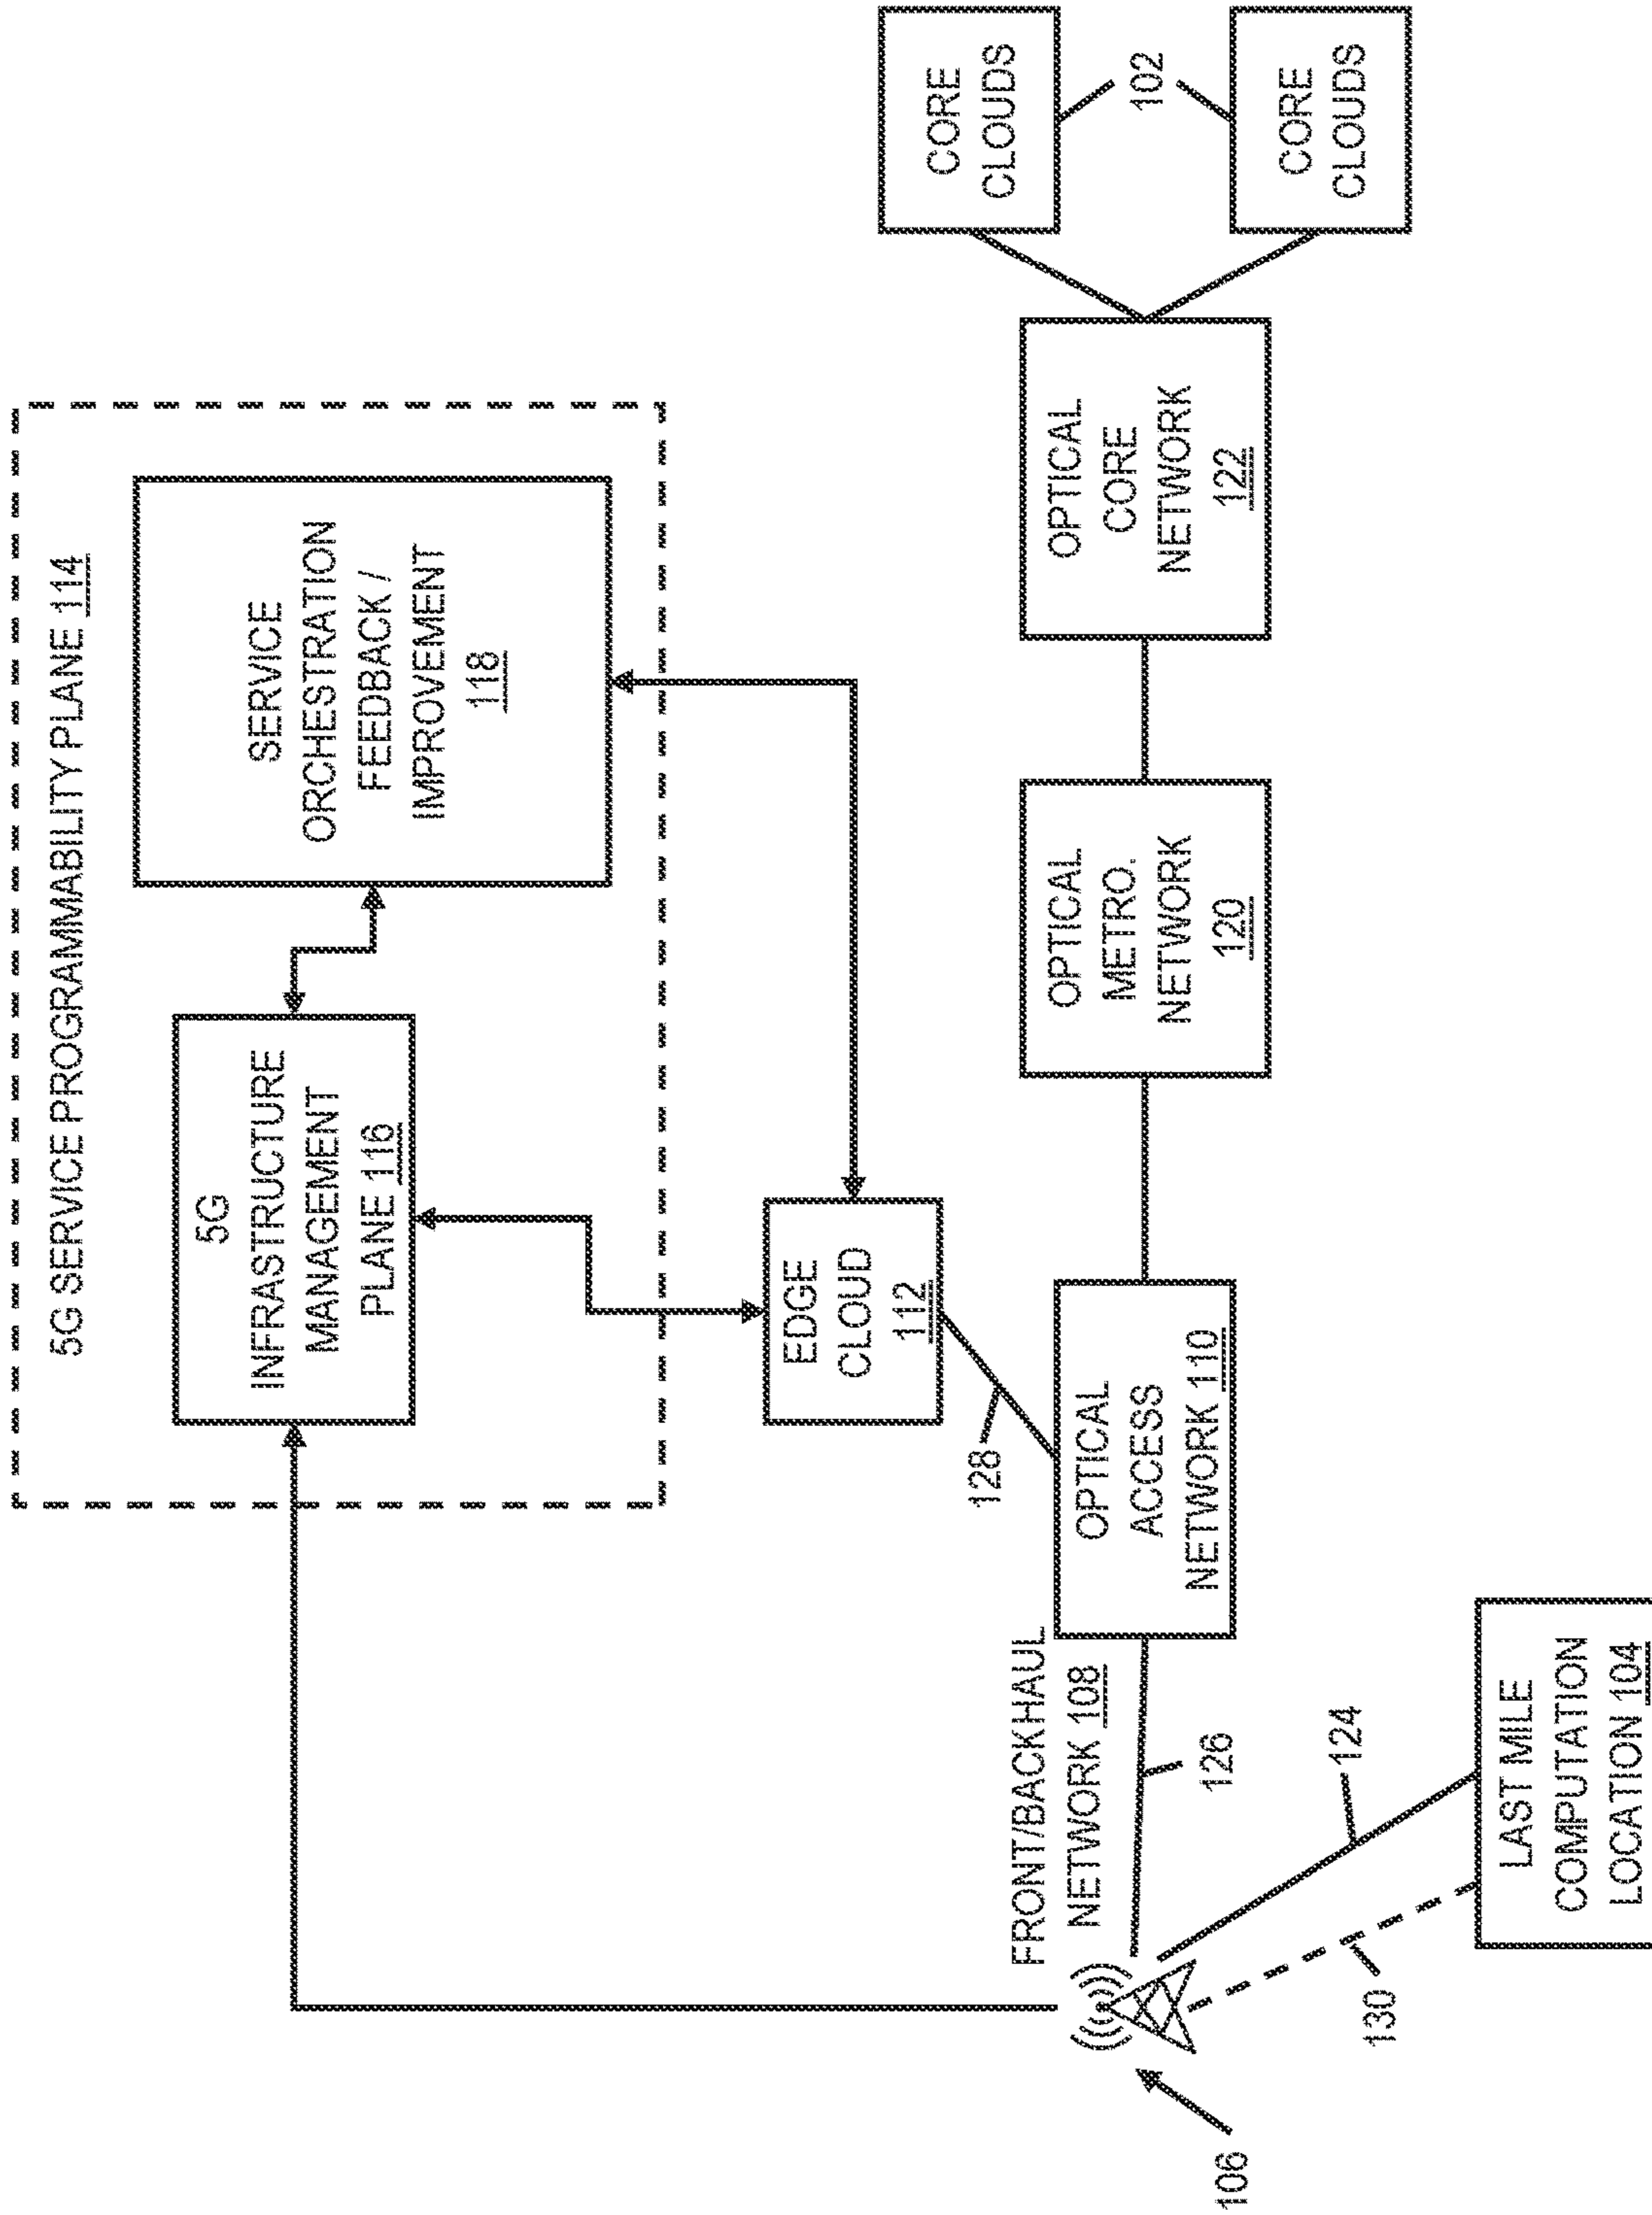 5G SERVICE PROGRAMMABILITY PLANE 114
5G
INFRASTRUCTURE
MANAGEMENT
PLANE 116
SERVICE
ORCHESTRATION
FEEDBACK /
IMPROVEMENT
118
EDGE
CLOUD
112
128
FRONT/BACKHAUL
NETWORK 108
OPTICAL
ACCESS
NETWORK 110
OPTICAL
METRO.
NETWORK
120
OPTICAL
CORE
NETWORK
122
CORE
CLOUDS
102
CORE
CLOUDS
106
126
124
130
LAST MILE
COMPUTATION
LOCATION 104